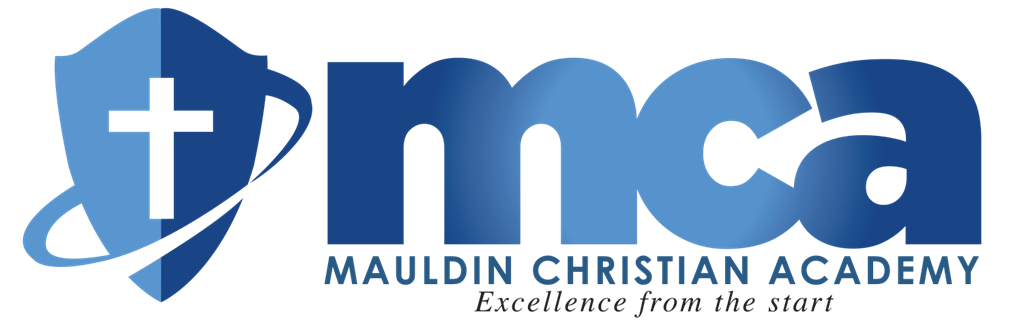 mca
MAULDIN CHRISTIAN ACADEMY
Excellence from the start